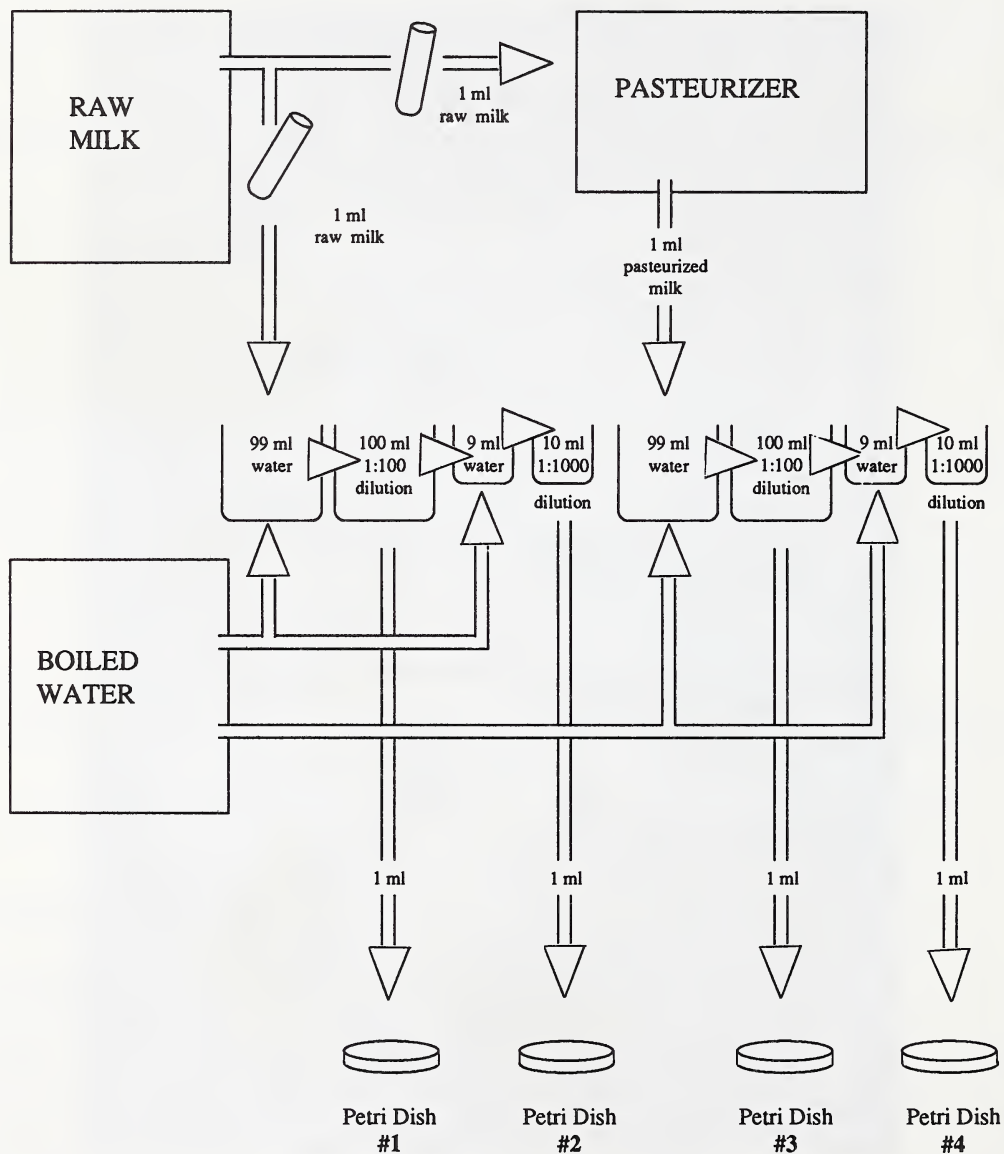 RAW
MILK
1 ml
raw milk
PASTEURIZER
1 ml
raw milk
1 ml
pasteurized
milk
99 ml
water
100 ml
1:100
dilution
9 ml
water
10 ml
1:1000
dilution
99 ml
water
100 ml
1:100
dilution
9 ml
water
10 ml
1:1000
dilution
BOILED
WATER
1 ml
1 ml
1 ml
1 ml
Petri Dish
#1
Petri Dish
#2
Petri Dish
#3
Petri Dish
#4